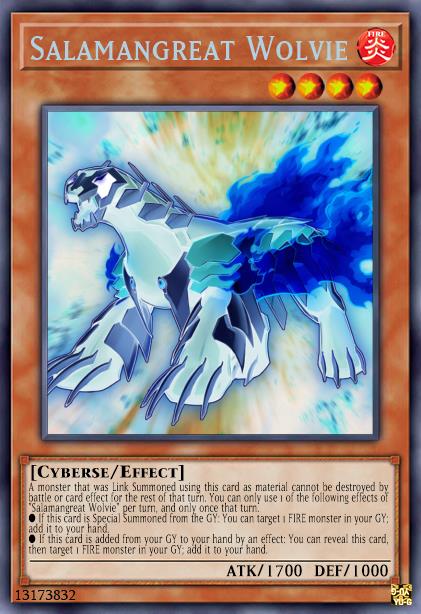 SALAMANGREAT WOLVIE
FIRE
炎
[CYBERSE/EFFECT]
A monster that was Link Summoned using this card as material cannot be destroyed by
battle or card effect for the rest of that turn. You can only use 1 of the following effects of
"Salamangreat Wolvie" per turn, and only once that turn.
● If this card is Special Summoned from the GY: You can target 1 FIRE monster in your GY;
add it to your hand.
● If this card is added from your GY to your hand by an effect: You can reveal this card,
then target 1 FIRE monster in your GY; add it to your hand.
ATK/1700 DEF/1000
13173832